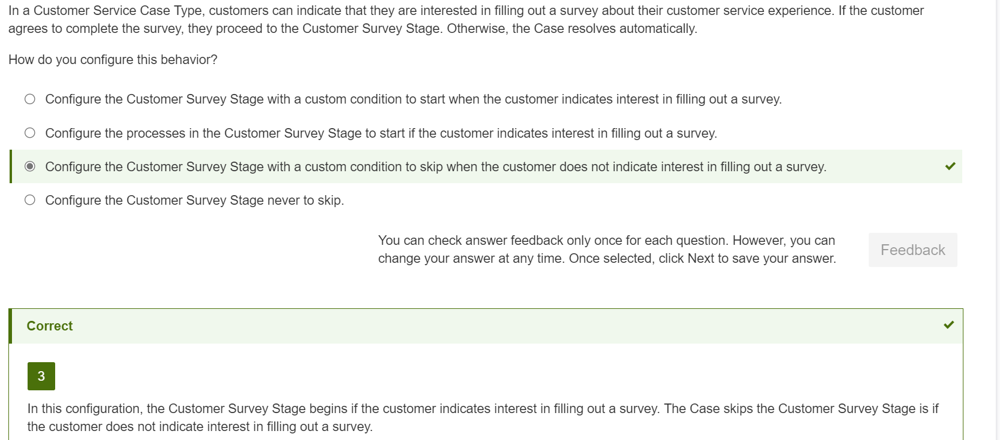 In a Customer Service Case Type, customers can indicate that they are interested in filling out a survey about their customer service experience. If the customer
agrees to complete the survey, they proceed to the Customer Survey Stage. Otherwise, the Case resolves automatically.
How do you configure this behavior?
Configure the Customer Survey Stage with a custom condition to start when the customer indicates interest in filling out a survey.
Configure the processes in the Customer Survey Stage to start if the customer indicates interest in filling out a survey.
Configure the Customer Survey Stage with a custom condition to skip when the customer does not indicate interest in filling out a survey.
Configure the Customer Survey Stage never to skip.
You can check answer feedback only once for each question. However, you can
change your answer at any time. Once selected, click Next to save your answer.
Feedback
Correct
3
In this configuration, the Customer Survey Stage begins if the customer indicates interest in filling out a survey. The Case skips the Customer Survey Stage is if
the customer does not indicate interest in filling out a survey.